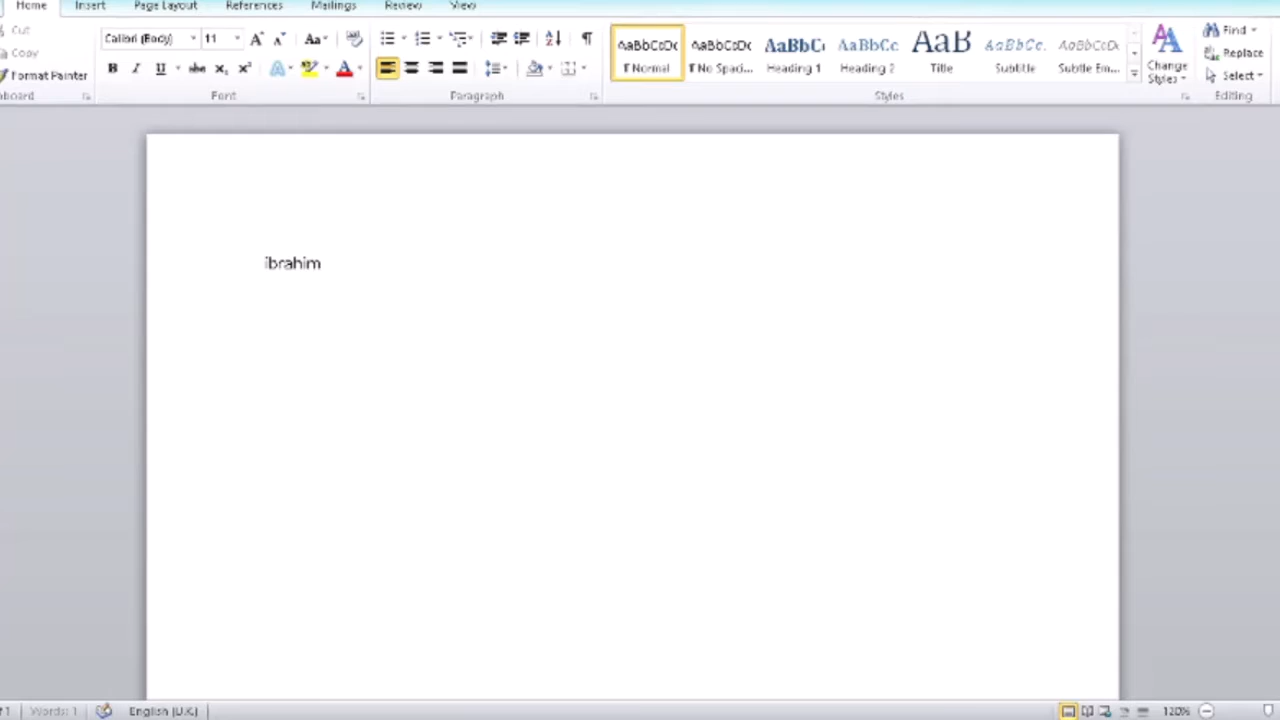 Home Insert Page Layout References Mailings Review View
Cut
Copy
Format Painter
board
Calibri (Body) 11
Font
Paragraph
AaBbCcDc AaBbCcDc AaBbC AaBbCc AaB AaBbCc. AaBbCcD
¶ Normal ¶ No Spaci... Heading 1 Heading 2 Title Subtitle Subtle Em...
Styles
Change
Styles
Find
Replace
Select
Editing
ibrahim
Words: 1 English (U.K.) 120%